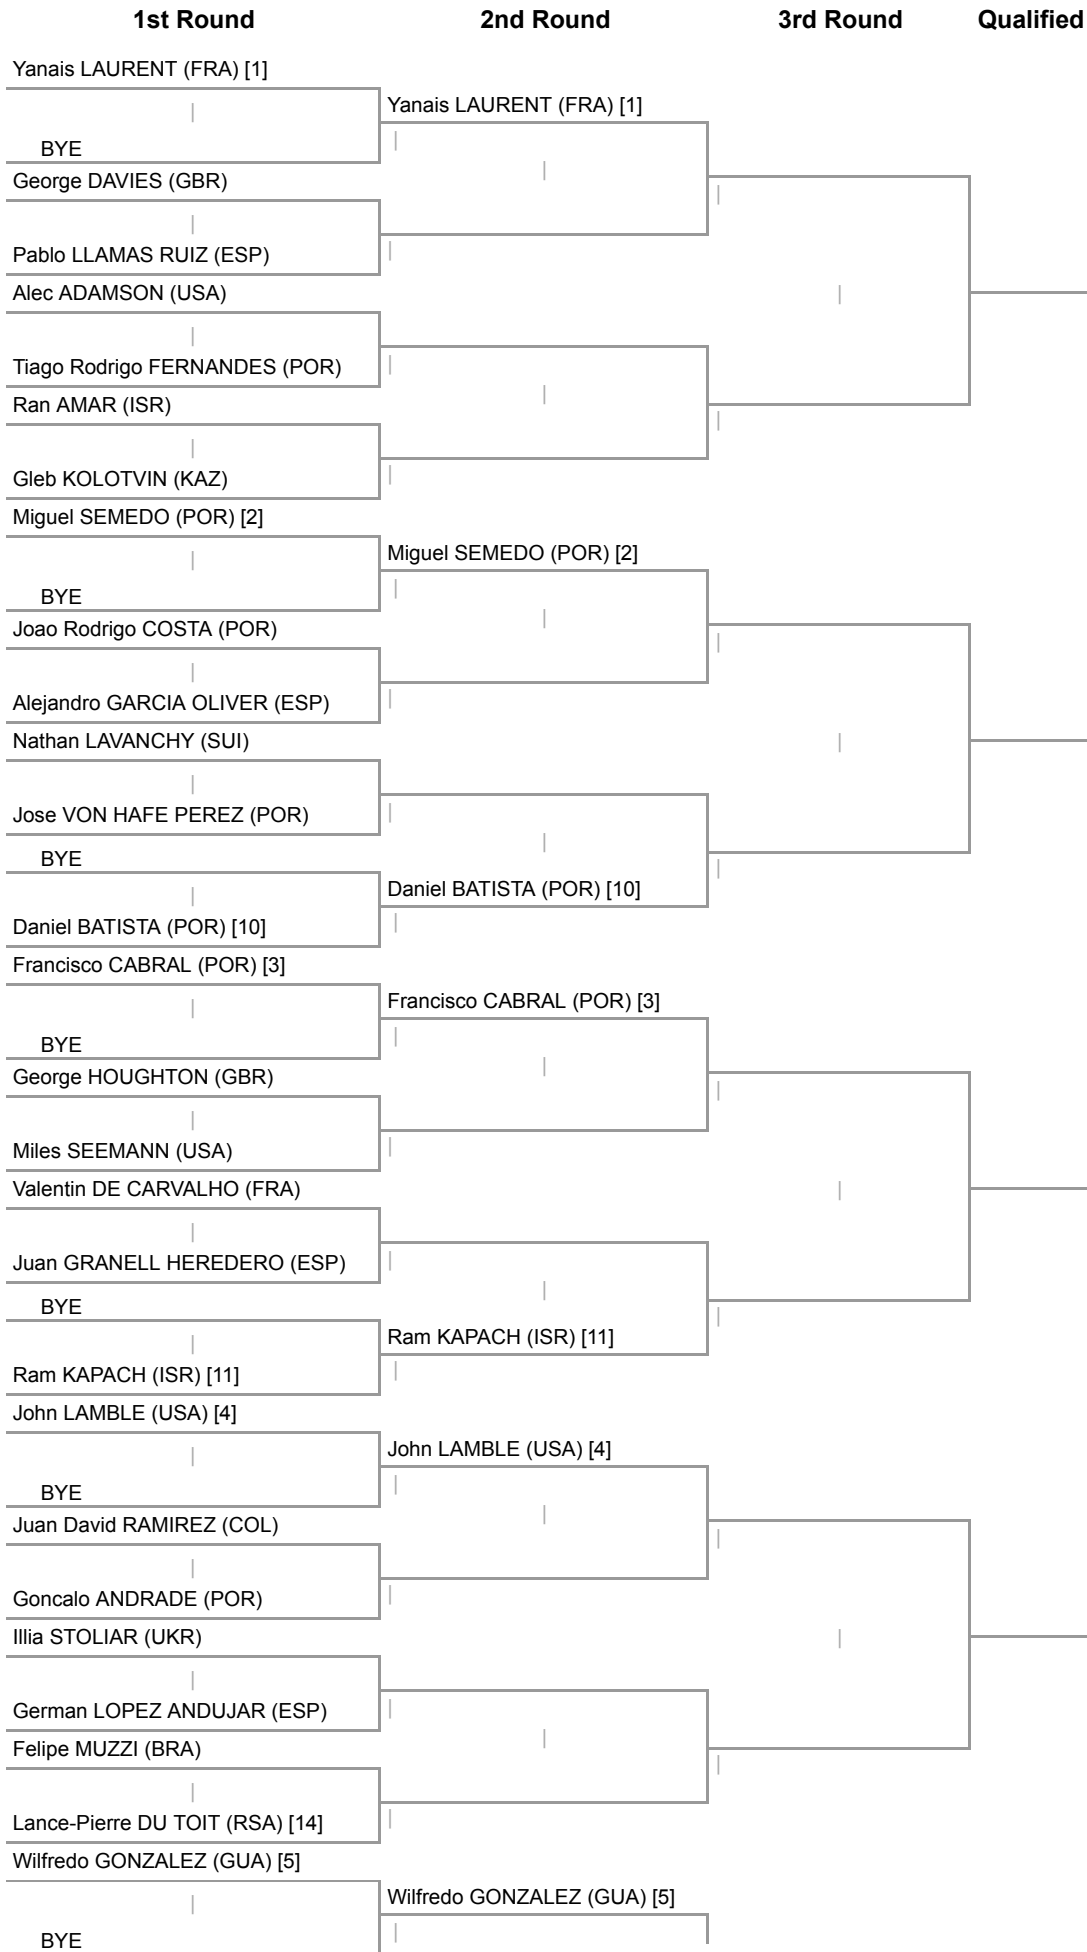 1st Round 2nd Round 3rd Round Qualified
Yanais LAURENT (FRA) [1]
Yanais LAURENT (FRA) [1]
BYE
George DAVIES (GBR)
Pablo LLAMAS RUIZ (ESP)
Alec ADAMSON (USA)
Tiago Rodrigo FERNANDES (POR)
Ran AMAR (ISR)
Gleb KOLOTVIN (KAZ)
Miguel SEMEDO (POR) [2]
Miguel SEMEDO (POR) [2]
BYE
Joao Rodrigo COSTA (POR)
Alejandro GARCIA OLIVER (ESP)
Nathan LAVANCHY (SUI)
Jose VON HAFE PEREZ (POR)
BYE
Daniel BATISTA (POR) [10]
Daniel BATISTA (POR) [10]
Francisco CABRAL (POR) [3]
Francisco CABRAL (POR) [3]
BYE
George HOUGHTON (GBR)
Miles SEEMANN (USA)
Valentin DE CARVALHO (FRA)
Juan GRANELL HEREDERO (ESP)
BYE
Ram KAPACH (ISR) [11]
Ram KAPACH (ISR) [11]
John LAMBLE (USA) [4]
John LAMBLE (USA) [4]
BYE
Juan David RAMIREZ (COL)
Goncalo ANDRADE (POR)
Illia STOLIAR (UKR)
German LOPEZ ANDUJAR (ESP)
Felipe MUZZI (BRA)
Lance-Pierre DU TOIT (RSA) [14]
Wilfredo GONZALEZ (GUA) [5]
Wilfredo GONZALEZ (GUA) [5]
BYE